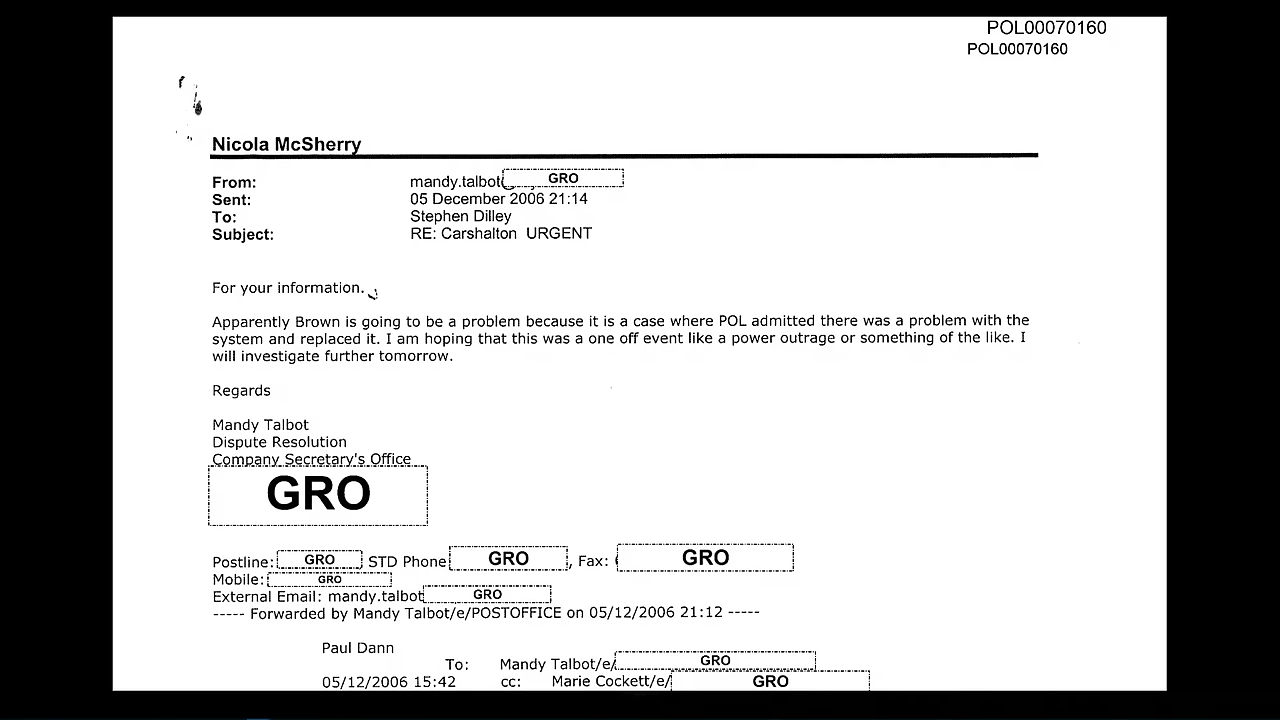 POL00070160
POL00070160
Nicola McSherry
From: mandy.talbot@ GRO
Sent: 05 December 2006 21:14
To: Stephen Dilley
Subject: RE: Carshalton URGENT
For your information.
Apparently Brown is going to be a problem because it is a case where POL admitted there was a problem with the
system and replaced it. I am hoping that this was a one off event like a power outrage or something of the like. I
will investigate further tomorrow.
Regards
Mandy Talbot
Dispute Resolution
Company Secretary's Office
GRO
Postline: GRO STD Phone GRO , Fax: GRO
Mobile: GRO
External Email: mandy.talbot GRO
----- Forwarded by Mandy Talbot/e/POSTOFFICE on 05/12/2006 21:12 -----
Paul Dann
To: Mandy Talbot/e/ GRO
05/12/2006 15:42 cc: Marie Cockett/e/ GRO